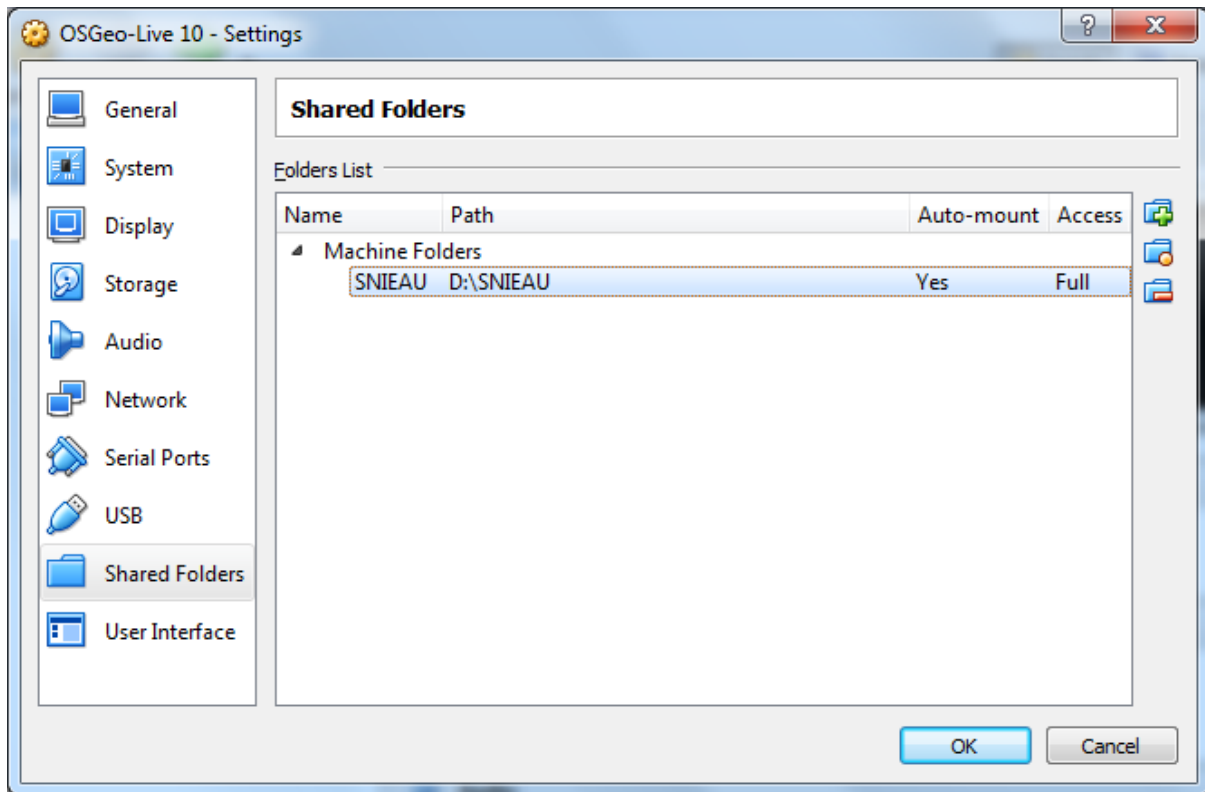 OSGeo-Live 10 - Settings
General
System
Display
Storage
Audio
Network
Serial Ports
USB
Shared Folders
User Interface
Shared Folders
Folders List
Name Path Auto-mount Access
Machine Folders
SNIEAU D:\SNIEAU Yes Full
OK Cancel